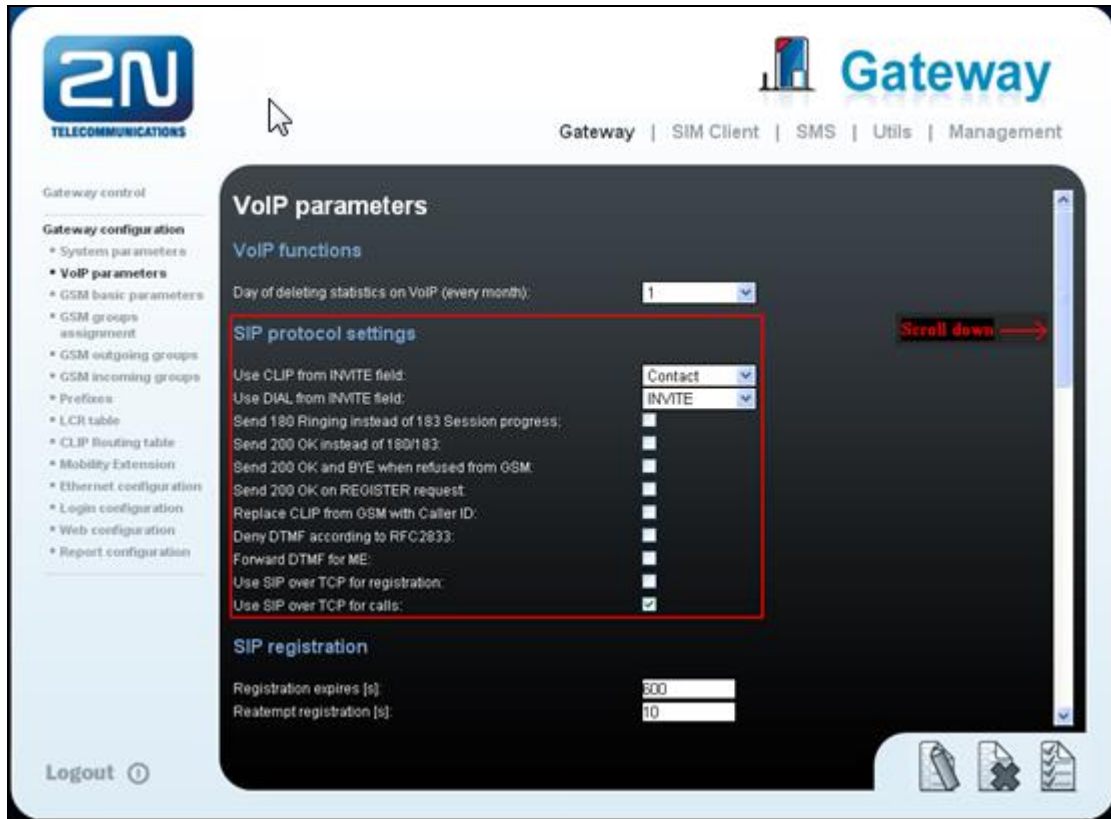 2N
TELECOMMUNICATIONS
Gateway
Gateway | SIM Client | SMS | Utils | Management
Gateway control
Gateway configuration
* System parameters
* VoIP parameters
* GSM basic parameters
* GSM groups
assignment
* GSM outgoing groups
* GSM incoming groups
* Prefixes
* LCR table
* CLIP Routing table
* Mobility Extension
* Ethernet configuration
* Login configuration
* Web configuration
* Report configuration
Logout
VoIP parameters
VoIP functions
Day of deleting statistics on VoIP (every month): 1
SIP protocol settings
Scroll down
Use CLIP from INVITE field: Contact
Use DIAL from INVITE field: INVITE
Send 180 Ringing instead of 183 Session progress:
Send 200 OK instead of 180/183:
Send 200 OK and BYE when refused from GSM:
Send 200 OK on REGISTER request:
Replace CLIP from GSM with Caller ID:
Deny DTMF according to RFC2833:
Forward DTMF for ME:
Use SIP over TCP for registration:
Use SIP over TCP for calls:
SIP registration
Registration expires [s]: 600
Reatempt registration [s]: 10